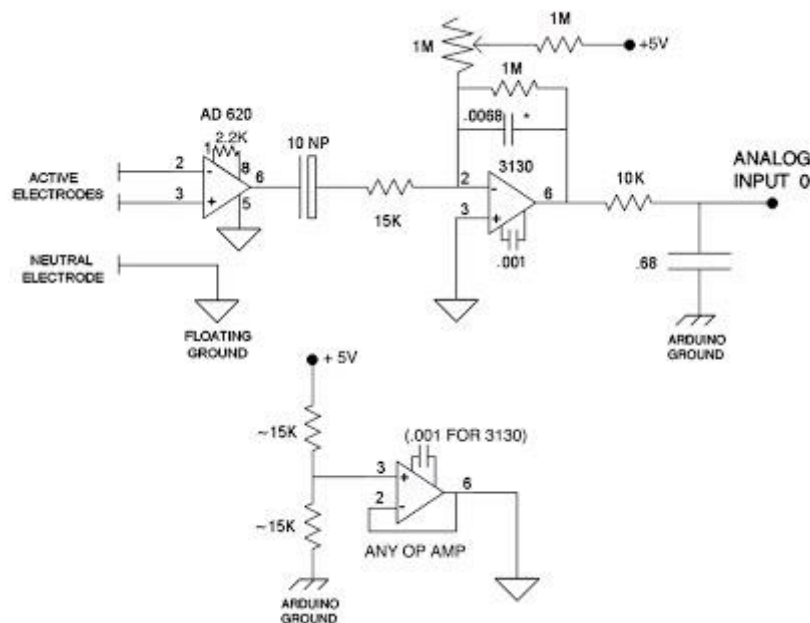 1M
1M
+5V
1M
AD 620
.0068 *
1 2.2K
10 NP
ANALOG
INPUT 0
ACTIVE
ELECTRODES
2
-
8
6
3
+
5
15K
2
-
3130
6
3
+
10K
.001
.68
NEUTRAL
ELECTRODE
FLOATING
GROUND
ARDUINO
GROUND
+ 5V
~15K
(.001 FOR 3130)
3
+
6
2
-
~15K
ANY OP AMP
ARDUINO
GROUND